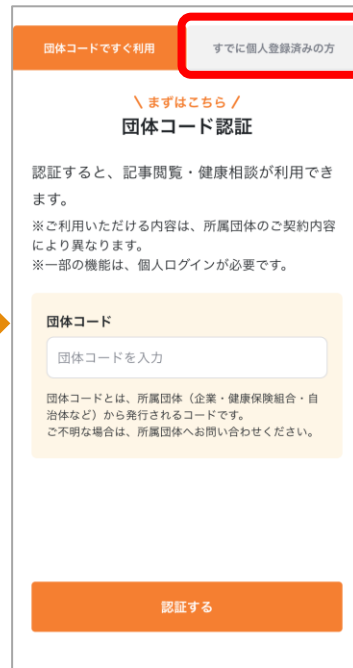 団体コードですぐ利用
すでに個人登録済みの方
\ まずはこちら /
団体コード認証
認証すると、記事閲覧・健康相談が利用でき
ます。
※ご利用いただける内容は、所属団体のご契約内容
により異なります。
※一部の機能は、個人ログインが必要です。
団体コード
団体コードを入力
団体コードとは、所属団体（企業・健康保険組合・自
治体など）から発行されるコードです。
ご不明な場合は、所属団体へお問い合わせください。
認証する